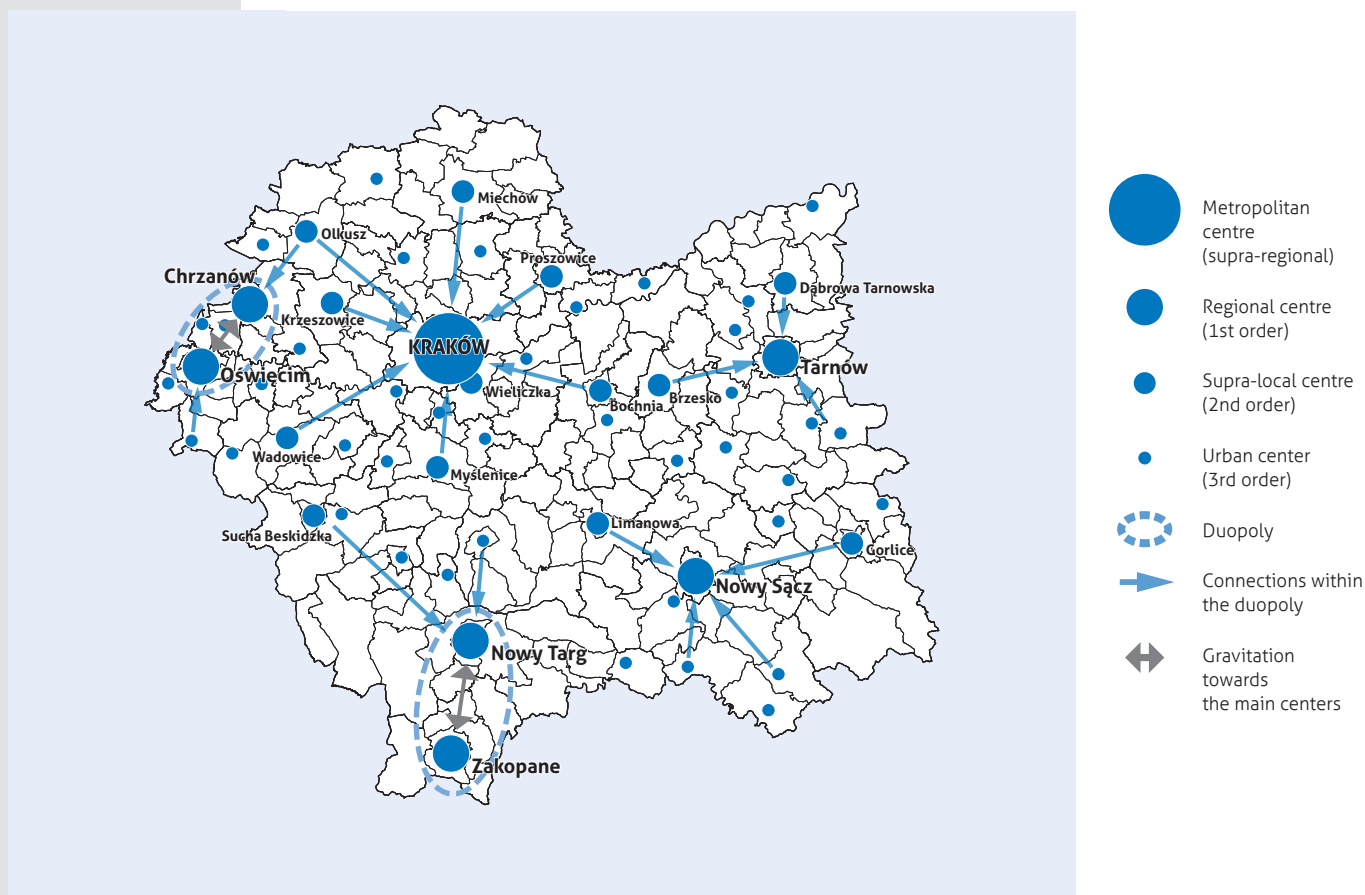 Miechów
Olkusz
Proszowice
Chrzanów
Dąbrowa Tarnowska
Krzeszowice
KRAKÓW
Tarnów
Oświęcim
Wieliczka
Bochnia
Brzesko
Wadowice
Myślenice
Limanowa
Sucha Beskidzka
Gorlice
Nowy Sącz
Nowy Targ
Zakopane
Metropolitan
centre
(supra-regional)
Regional centre
(1st order)
Supra-local centre
(2nd order)
Urban center
(3rd order)
Duopoly
Connections within
the duopoly
Gravitation
towards
the main centers